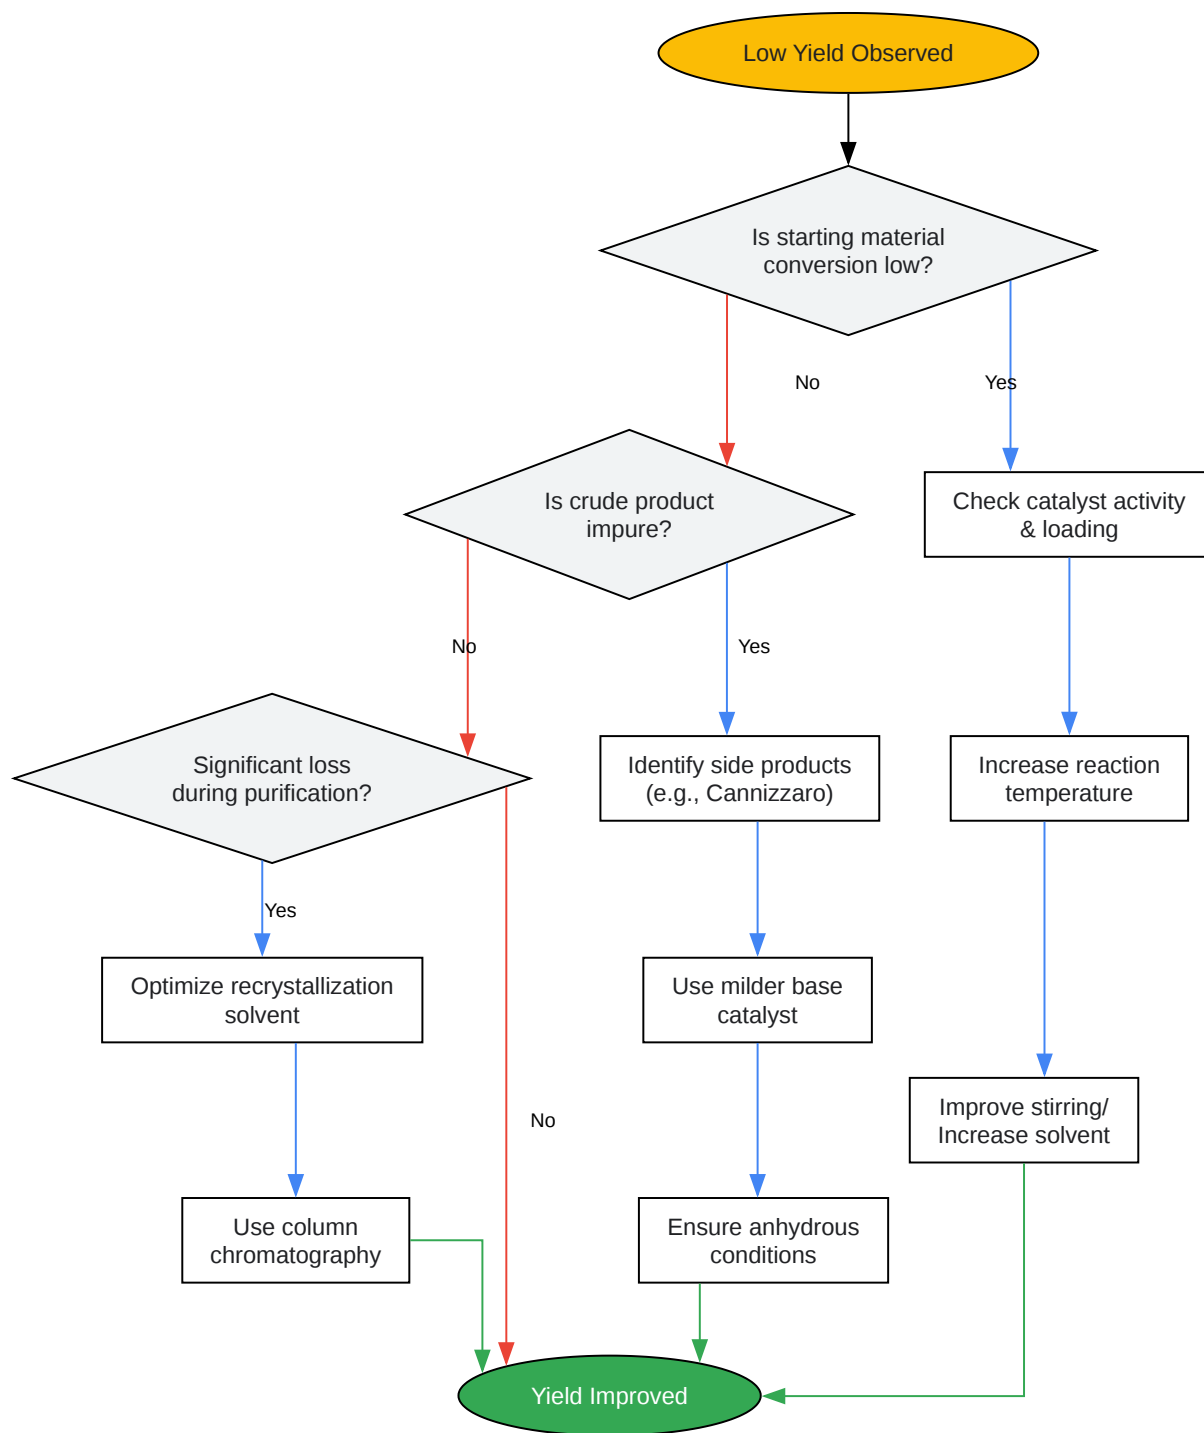 Low Yield Observed
Is starting material
conversion low?
No
Yes
Is crude product
impure?
Check catalyst activity
& loading
No
Yes
Significant loss
during purification?
Identify side products
(e.g., Cannizzaro)
Increase reaction
temperature
Yes
Optimize recrystallization
solvent
Use milder base
catalyst
No
Improve stirring/
Increase solvent
Use column
chromatography
Ensure anhydrous
conditions
Yield Improved